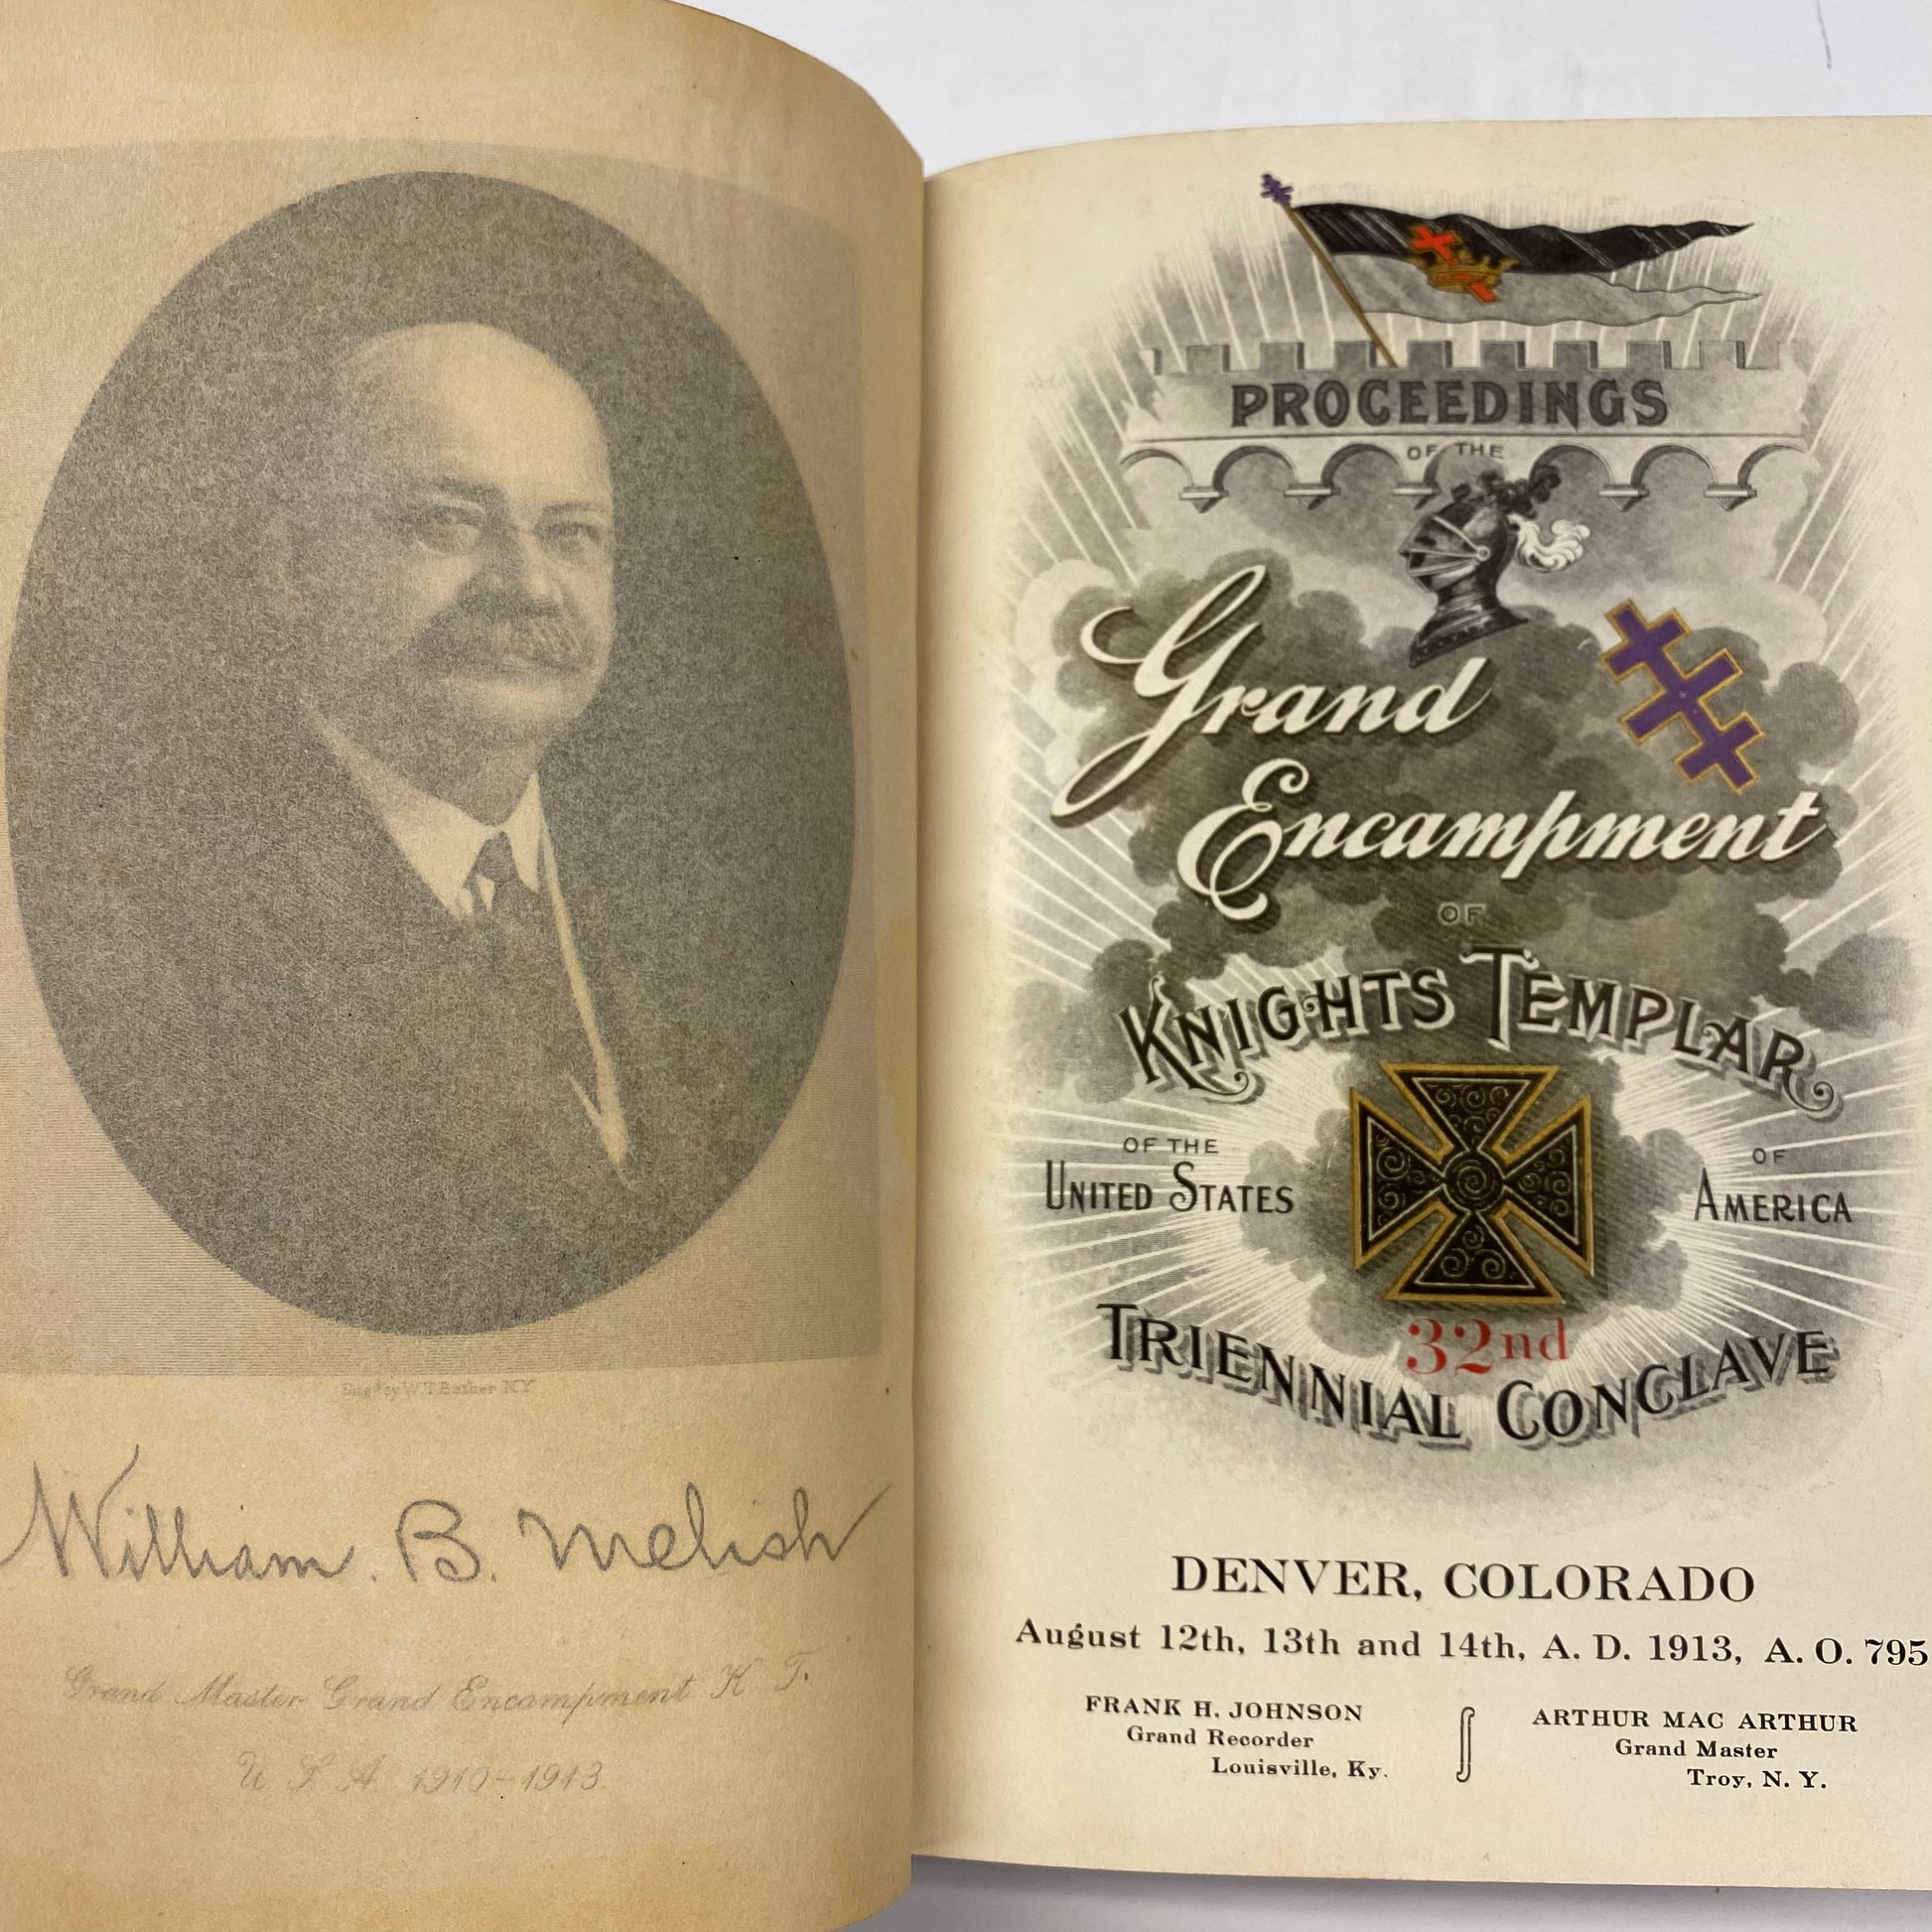 Eng'd by W.T. Bather N.Y.
William. B. Melish
Grand Master Grand Encampment K. T.
U. S. A. 1910-1913.
PROCEEDINGS
OF THE
Grand
Encampment
OF
KNIGHTS TEMPLAR
OF THE
UNITED STATES
OF
AMERICA
32nd
TRIENNIAL CONCLAVE
DENVER, COLORADO
August 12th, 13th and 14th, A. D. 1913, A. O. 795
FRANK H. JOHNSON
Grand Recorder
Louisville, Ky.
ARTHUR MAC ARTHUR
Grand Master
Troy, N. Y.